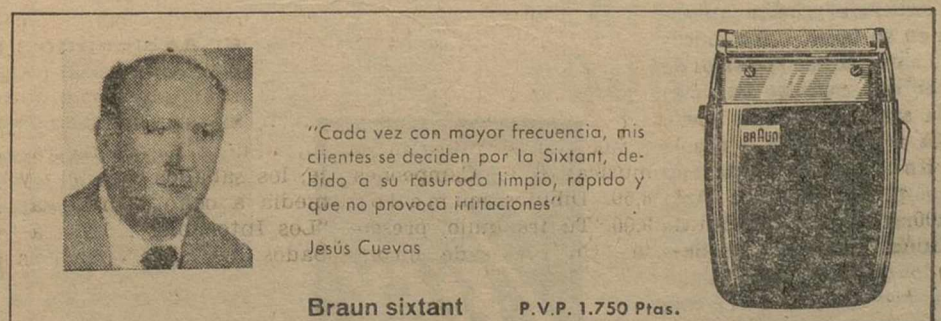 "Cada vez con mayor frecuencia, mis
clientes se deciden por la Sixtant, de-
bido a su rasurado limpio, rápido y
que no provoca irritaciones"
Jesús Cuevas
BRAUN
Braun sixtant P.V.P. 1.750 Ptas.